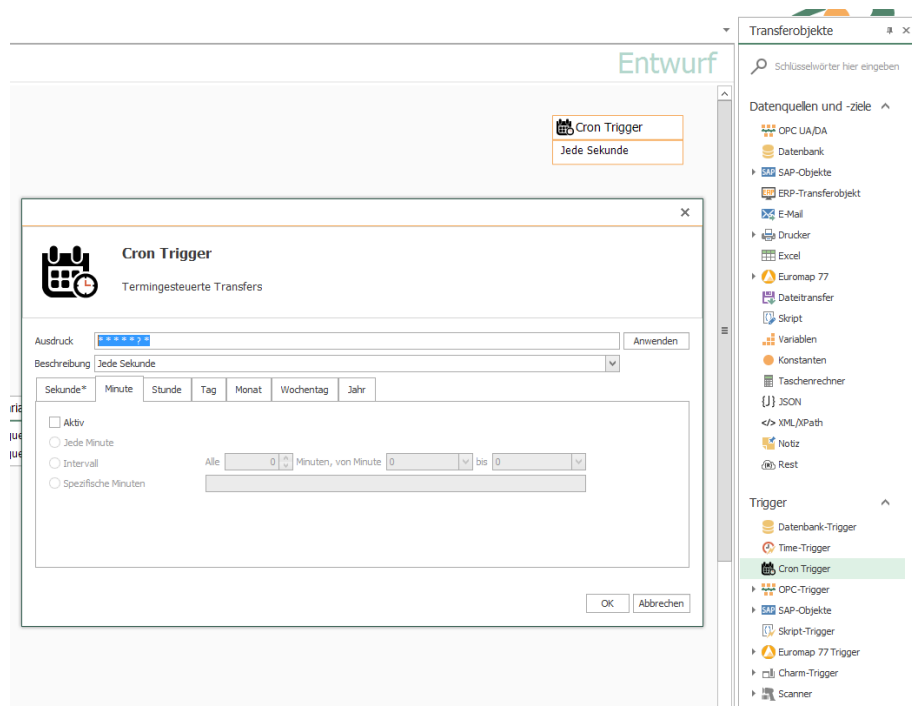 Transferobjekte
Entwurf
Schlüsselwörter hier eingeben
Cron Trigger
Jede Sekunde
Cron Trigger
Termingesteuerte Transfers
Ausdruck * * * * * ? * Anwenden
Beschreibung Jede Sekunde
Sekunde* Minute Stunde Tag Monat Wochentag Jahr
Aktiv
Jede Minute
Intervall Alle 0 Minuten, von Minute 0 bis 0
Spezifische Minuten
OK Abbrechen
Datenquellen und -ziele
OPC UA/DA
Datenbank
SAP SAP-Objekte
ERP ERP-Transferobjekt
E-Mail
Drucker
Excel
Euromap 77
Dateitransfer
Skript
Variablen
Konstanten
Taschenrechner
{J} JSON
</> XML/XPath
Notiz
Rest
Trigger
Datenbank-Trigger
Time-Trigger
Cron Trigger
OPC-Trigger
SAP SAP-Objekte
Skript-Trigger
Euromap 77 Trigger
Charm-Trigger
Scanner